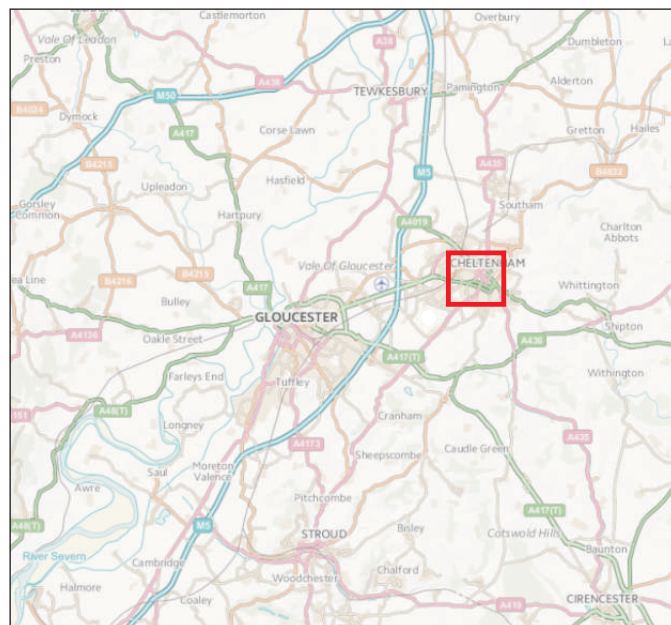 Castlemorton
Overbury
Vale Of Leadon
A38
Dumbleton
Preston
A438
TEWKESBURY
Pamington
Alderton
M50
B4024
Dymock
A417
Corse Lawn
Gretton
Hailes
M5
A435
B4215
Hasfield
B4632
Upleadon
Southam
Gorsley
Common
Hartpury
A4019
Charlton
Abbots
Vale Of Gloucester
CHELTENHAM
ea Line
B4216
B4215
A417
Whittington
Bulley
GLOUCESTER
Shipton
A4136
Oakle Street
A436
A417(T)
Withington
Farleys End
Tuffley
A48(T)
151
Cranham
Longney
A4173
A435
Caudle Green
Sheepscombe
Saul
Moreton
Valence
Awre
Pitchcombe
A417(T)
M5
A48(T)
Bisley
Cotswold Hills
STROUD
River Severn
Baunton
Cambridge
Chalford
Woodchester
Halmore
Coaley
A419
CIRENCESTER